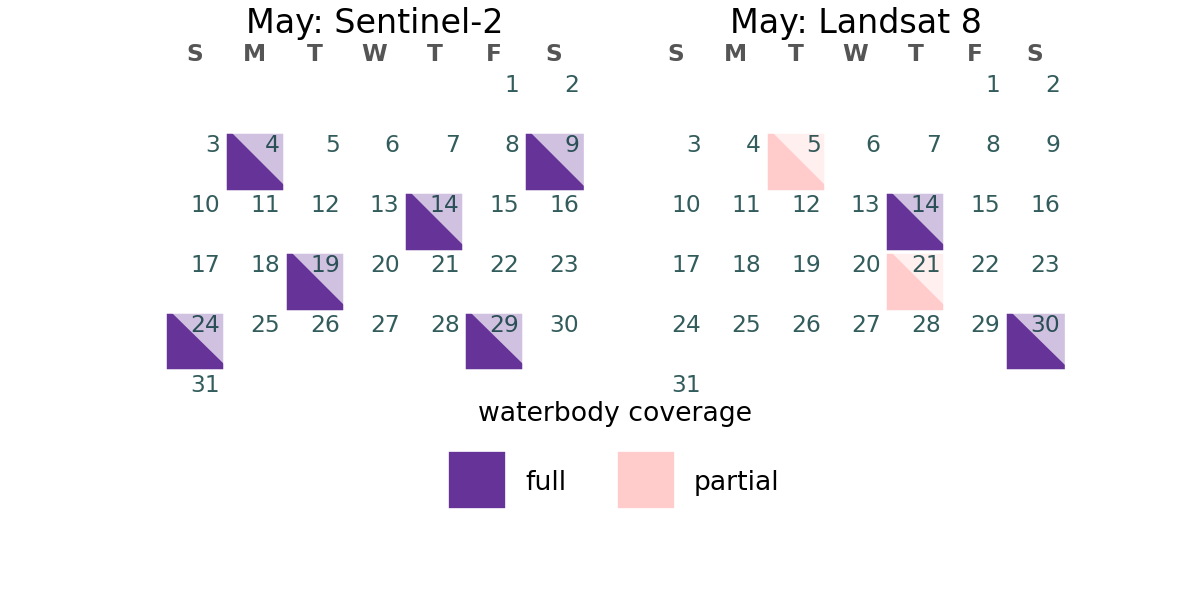 May: Sentinel-2
S M T W T F S
1 2
3 4 5 6 7 8 9
10 11 12 13 14 15 16
17 18 19 20 21 22 23
24 25 26 27 28 29 30
31
May: Landsat 8
S M T W T F S
1 2
3 4 5 6 7 8 9
10 11 12 13 14 15 16
17 18 19 20 21 22 23
24 25 26 27 28 29 30
31
waterbody coverage
full
partial